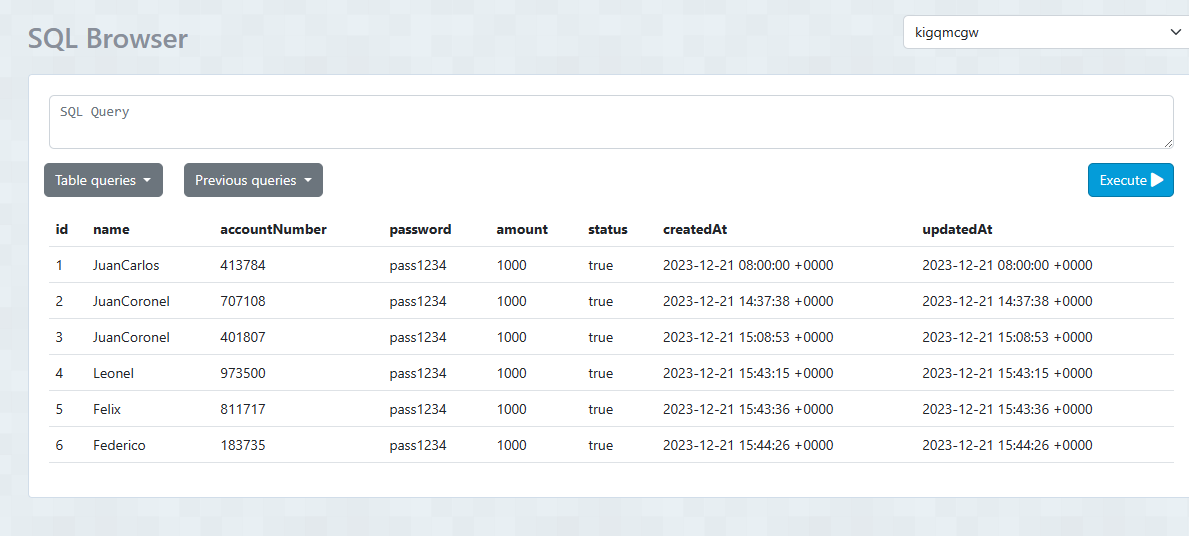 SQL Browser
kigqmcgw
SQL Query
Table queries Previous queries Execute
id name accountNumber password amount status createdAt updatedAt
1 JuanCarlos 413784 pass1234 1000 true 2023-12-21 08:00:00 +0000 2023-12-21 08:00:00 +0000
2 JuanCoronel 707108 pass1234 1000 true 2023-12-21 14:37:38 +0000 2023-12-21 14:37:38 +0000
3 JuanCoronel 401807 pass1234 1000 true 2023-12-21 15:08:53 +0000 2023-12-21 15:08:53 +0000
4 Leonel 973500 pass1234 1000 true 2023-12-21 15:43:15 +0000 2023-12-21 15:43:15 +0000
5 Felix 811717 pass1234 1000 true 2023-12-21 15:43:36 +0000 2023-12-21 15:43:36 +0000
6 Federico 183735 pass1234 1000 true 2023-12-21 15:44:26 +0000 2023-12-21 15:44:26 +0000